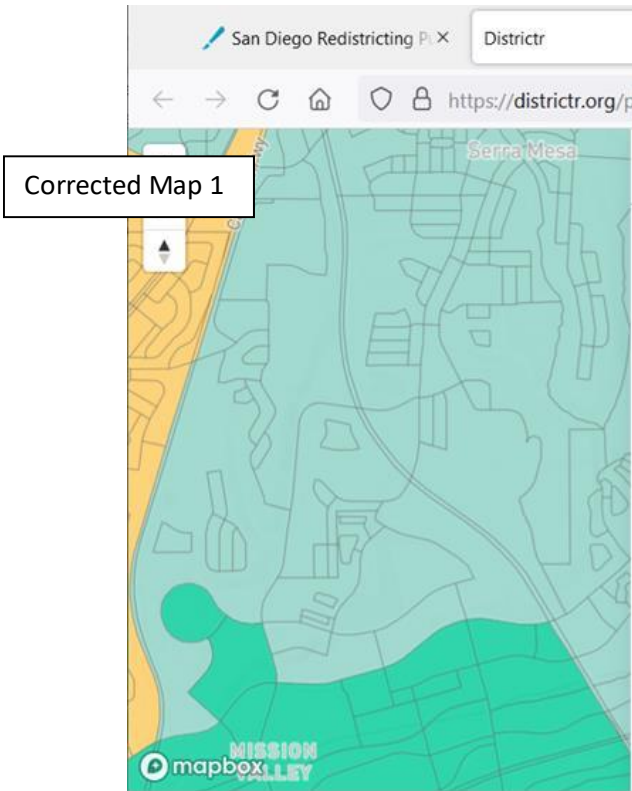 San Diego Redistricting
Districtr
https://districtr.org/p
Serra Mesa
Corrected Map 1
MISSION
VALLEY
mapbox